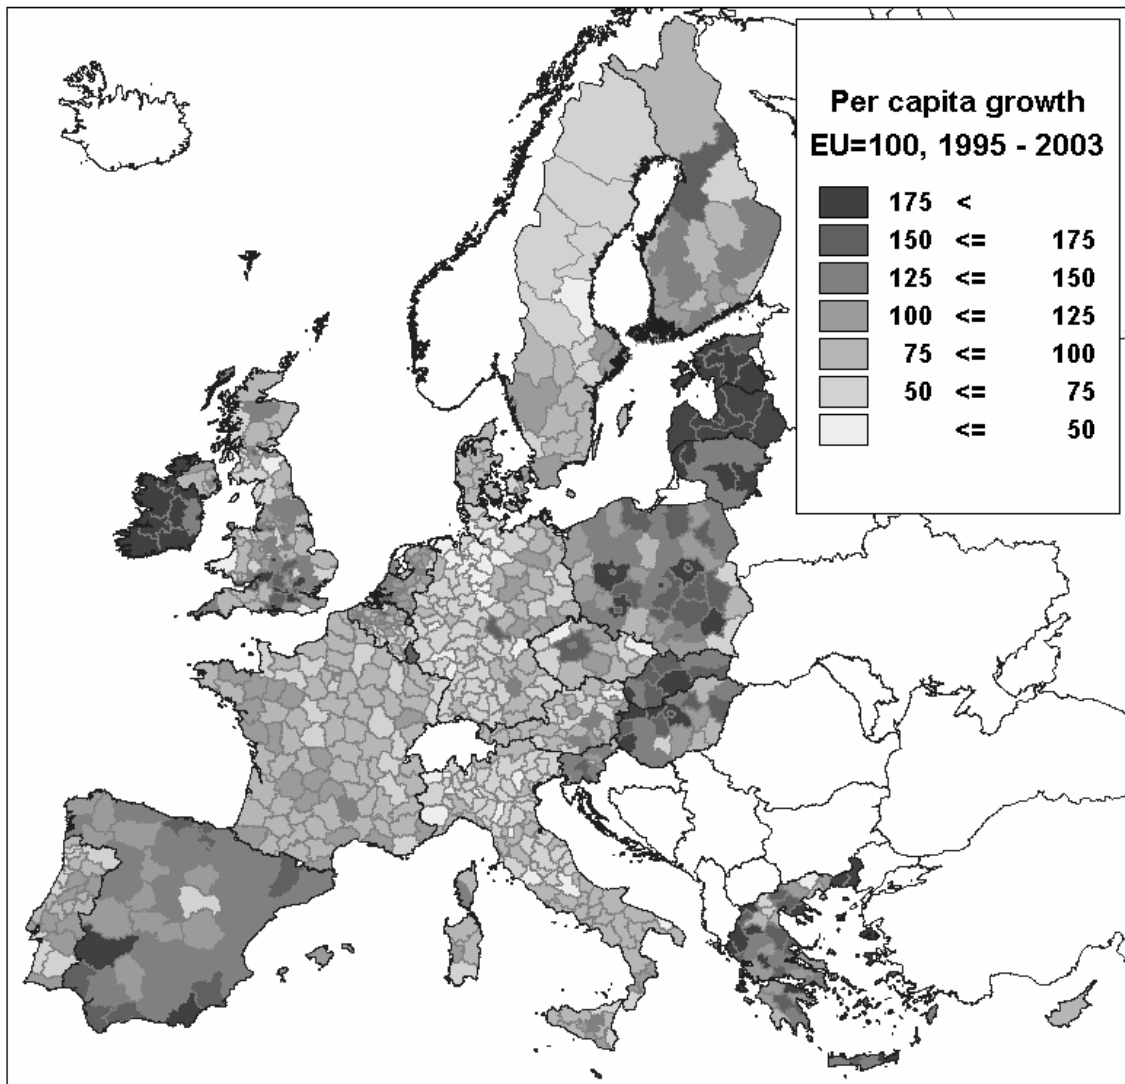 Per capita growth
EU=100, 1995 - 2003
175 <
150 <= 175
125 <= 150
100 <= 125
75 <= 100
50 <= 75
<= 50